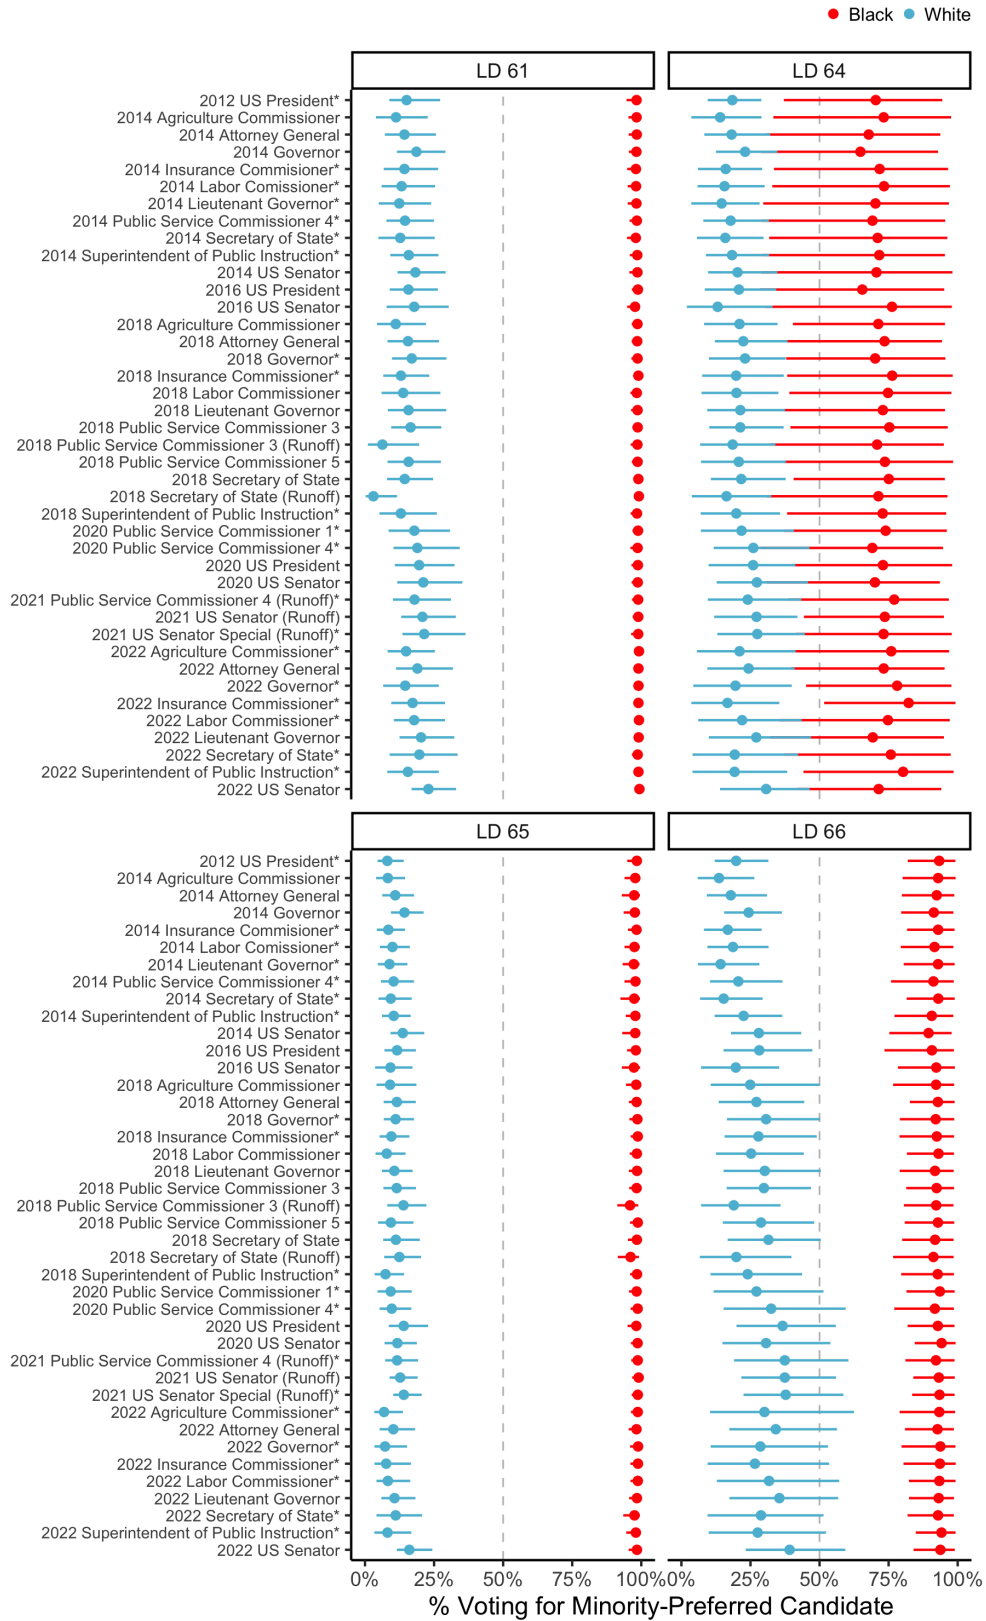 Black White
LD 61 LD 64
2012 US President*
2014 Agriculture Commissioner
2014 Attorney General
2014 Governor
2014 Insurance Commisioner*
2014 Labor Comissioner*
2014 Lieutenant Governor*
2014 Public Service Commissioner 4*
2014 Secretary of State*
2014 Superintendent of Public Instruction*
2014 US Senator
2016 US President
2016 US Senator
2018 Agriculture Commissioner
2018 Attorney General
2018 Governor*
2018 Insurance Commissioner*
2018 Labor Commissioner
2018 Lieutenant Governor
2018 Public Service Commissioner 3
2018 Public Service Commissioner 3 (Runoff)
2018 Public Service Commissioner 5
2018 Secretary of State
2018 Secretary of State (Runoff)
2018 Superintendent of Public Instruction*
2020 Public Service Commissioner 1*
2020 Public Service Commissioner 4*
2020 US President
2020 US Senator
2021 Public Service Commissioner 4 (Runoff)*
2021 US Senator (Runoff)
2021 US Senator Special (Runoff)*
2022 Agriculture Commissioner*
2022 Attorney General
2022 Governor*
2022 Insurance Commissioner*
2022 Labor Commissioner*
2022 Lieutenant Governor
2022 Secretary of State*
2022 Superintendent of Public Instruction*
2022 US Senator
LD 65 LD 66
2012 US President*
2014 Agriculture Commissioner
2014 Attorney General
2014 Governor
2014 Insurance Commisioner*
2014 Labor Comissioner*
2014 Lieutenant Governor*
2014 Public Service Commissioner 4*
2014 Secretary of State*
2014 Superintendent of Public Instruction*
2014 US Senator
2016 US President
2016 US Senator
2018 Agriculture Commissioner
2018 Attorney General
2018 Governor*
2018 Insurance Commissioner*
2018 Labor Commissioner
2018 Lieutenant Governor
2018 Public Service Commissioner 3
2018 Public Service Commissioner 3 (Runoff)
2018 Public Service Commissioner 5
2018 Secretary of State
2018 Secretary of State (Runoff)
2018 Superintendent of Public Instruction*
2020 Public Service Commissioner 1*
2020 Public Service Commissioner 4*
2020 US President
2020 US Senator
2021 Public Service Commissioner 4 (Runoff)*
2021 US Senator (Runoff)
2021 US Senator Special (Runoff)*
2022 Agriculture Commissioner*
2022 Attorney General
2022 Governor*
2022 Insurance Commissioner*
2022 Labor Commissioner*
2022 Lieutenant Governor
2022 Secretary of State*
2022 Superintendent of Public Instruction*
2022 US Senator
0% 25% 50% 75% 100% 0% 25% 50% 75% 100%
% Voting for Minority-Preferred Candidate